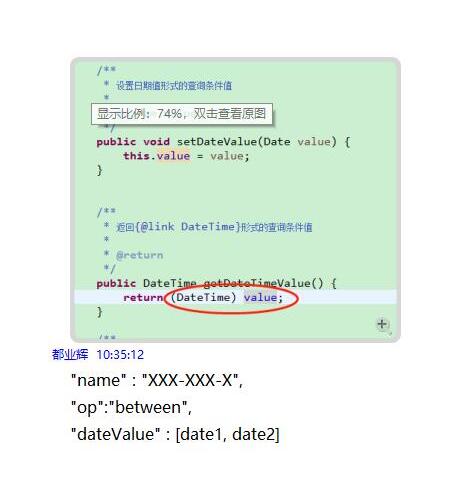 /**
* 设置日期值形式的查询条件值
*
显示比例：74%，双击查看原图
*/
public void setDateValue(Date value) {
this.value = value;
}
/**
* 返回{@link DateTime}形式的查询条件值
*
* @return
*/
public DateTime getDateTimeValue() {
return (DateTime) value;
}
/**
都业辉 10:35:12
"name" : "XXX-XXX-X",
"op":"between",
"dateValue" : [date1, date2]